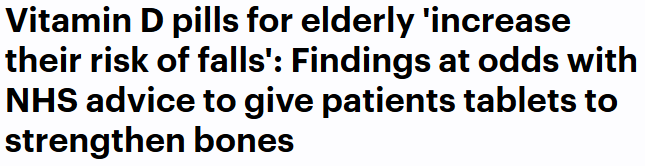 Vitamin D pills for elderly 'increase
their risk of falls': Findings at odds with
NHS advice to give patients tablets to
strengthen bones